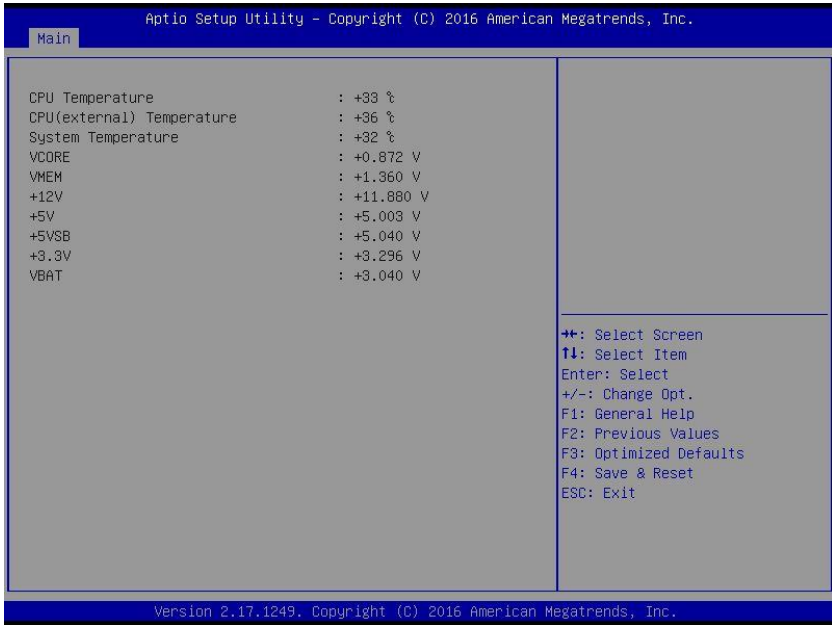 Aptio Setup Utility – Copyright (C) 2016 American Megatrends, Inc.
Main
CPU Temperature : +33 ℃
CPU(external) Temperature : +36 ℃
System Temperature : +32 ℃
VCORE : +0.872 V
VMEM : +1.360 V
+12V : +11.880 V
+5V : +5.003 V
+5VSB : +5.040 V
+3.3V : +3.296 V
VBAT : +3.040 V
→←: Select Screen
↑↓: Select Item
Enter: Select
+/-: Change Opt.
F1: General Help
F2: Previous Values
F3: Optimized Defaults
F4: Save & Reset
ESC: Exit
Version 2.17.1249. Copyright (C) 2016 American Megatrends, Inc.